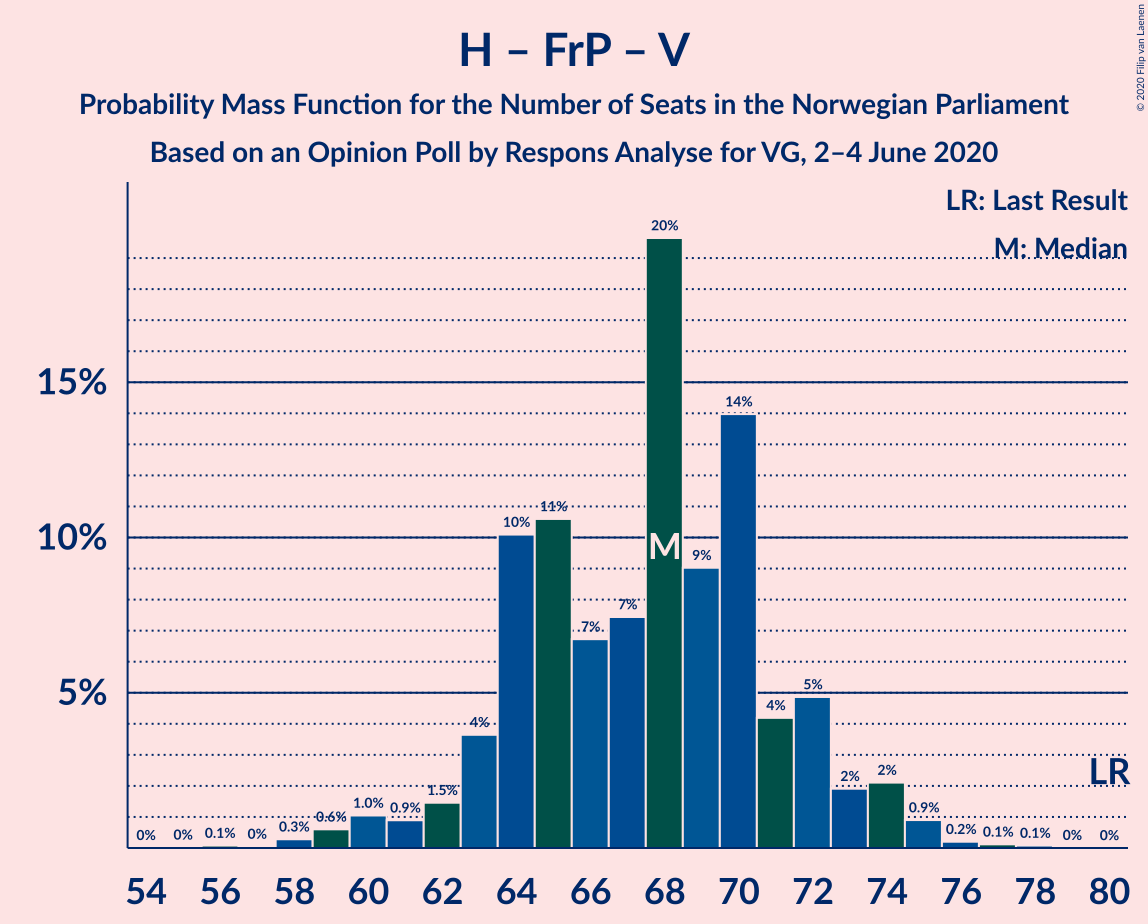 H – FrP – V
Probability Mass Function for the Number of Seats in the Norwegian Parliament
Based on an Opinion Poll by Respons Analyse for VG, 2–4 June 2020
© 2020 Filip van Laenen
LR: Last Result
M: Median
15%
10%
5%
0% 0% 0.1% 0% 0.3% 0.6% 1.0% 0.9% 1.5% 4% 10% 11% 7% 7% 20% 9% 14% 4% 5% 2% 2% 0.9% 0.2% 0.1% 0.1% 0% 0%
M
LR
54 56 58 60 62 64 66 68 70 72 74 76 78 80